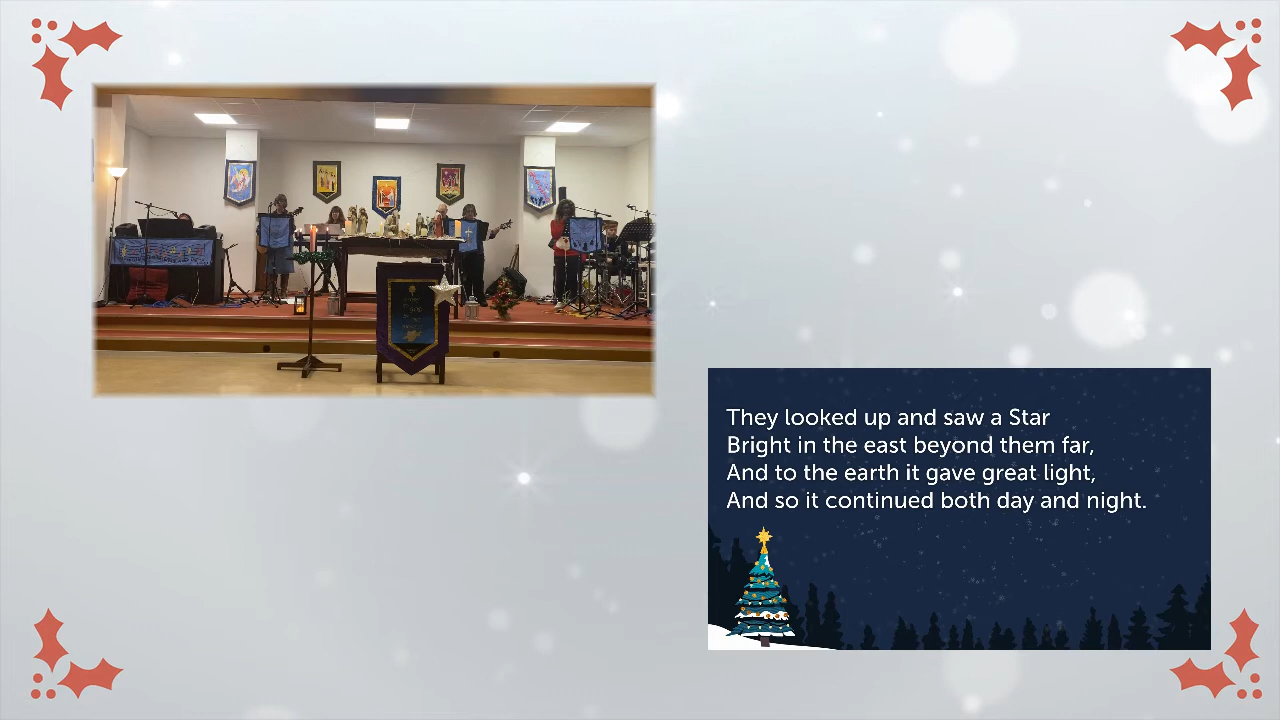 They looked up and saw a Star
Bright in the east beyond them far,
And to the earth it gave great light,
And so it continued both day and night.